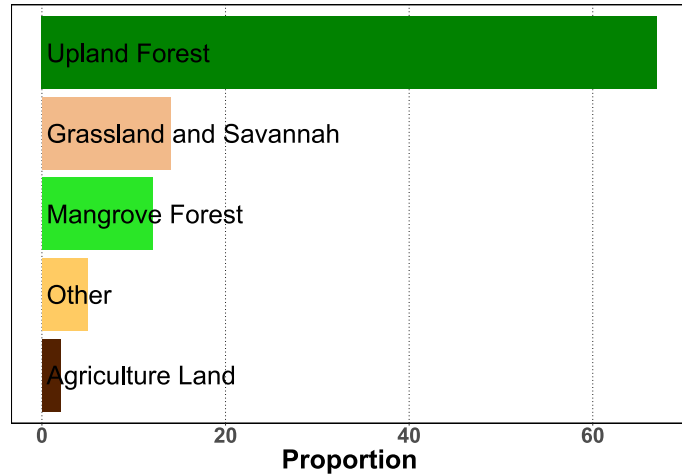 Upland Forest
Grassland and Savannah
Mangrove Forest
Other
Agriculture Land
0 20 40 60
Proportion